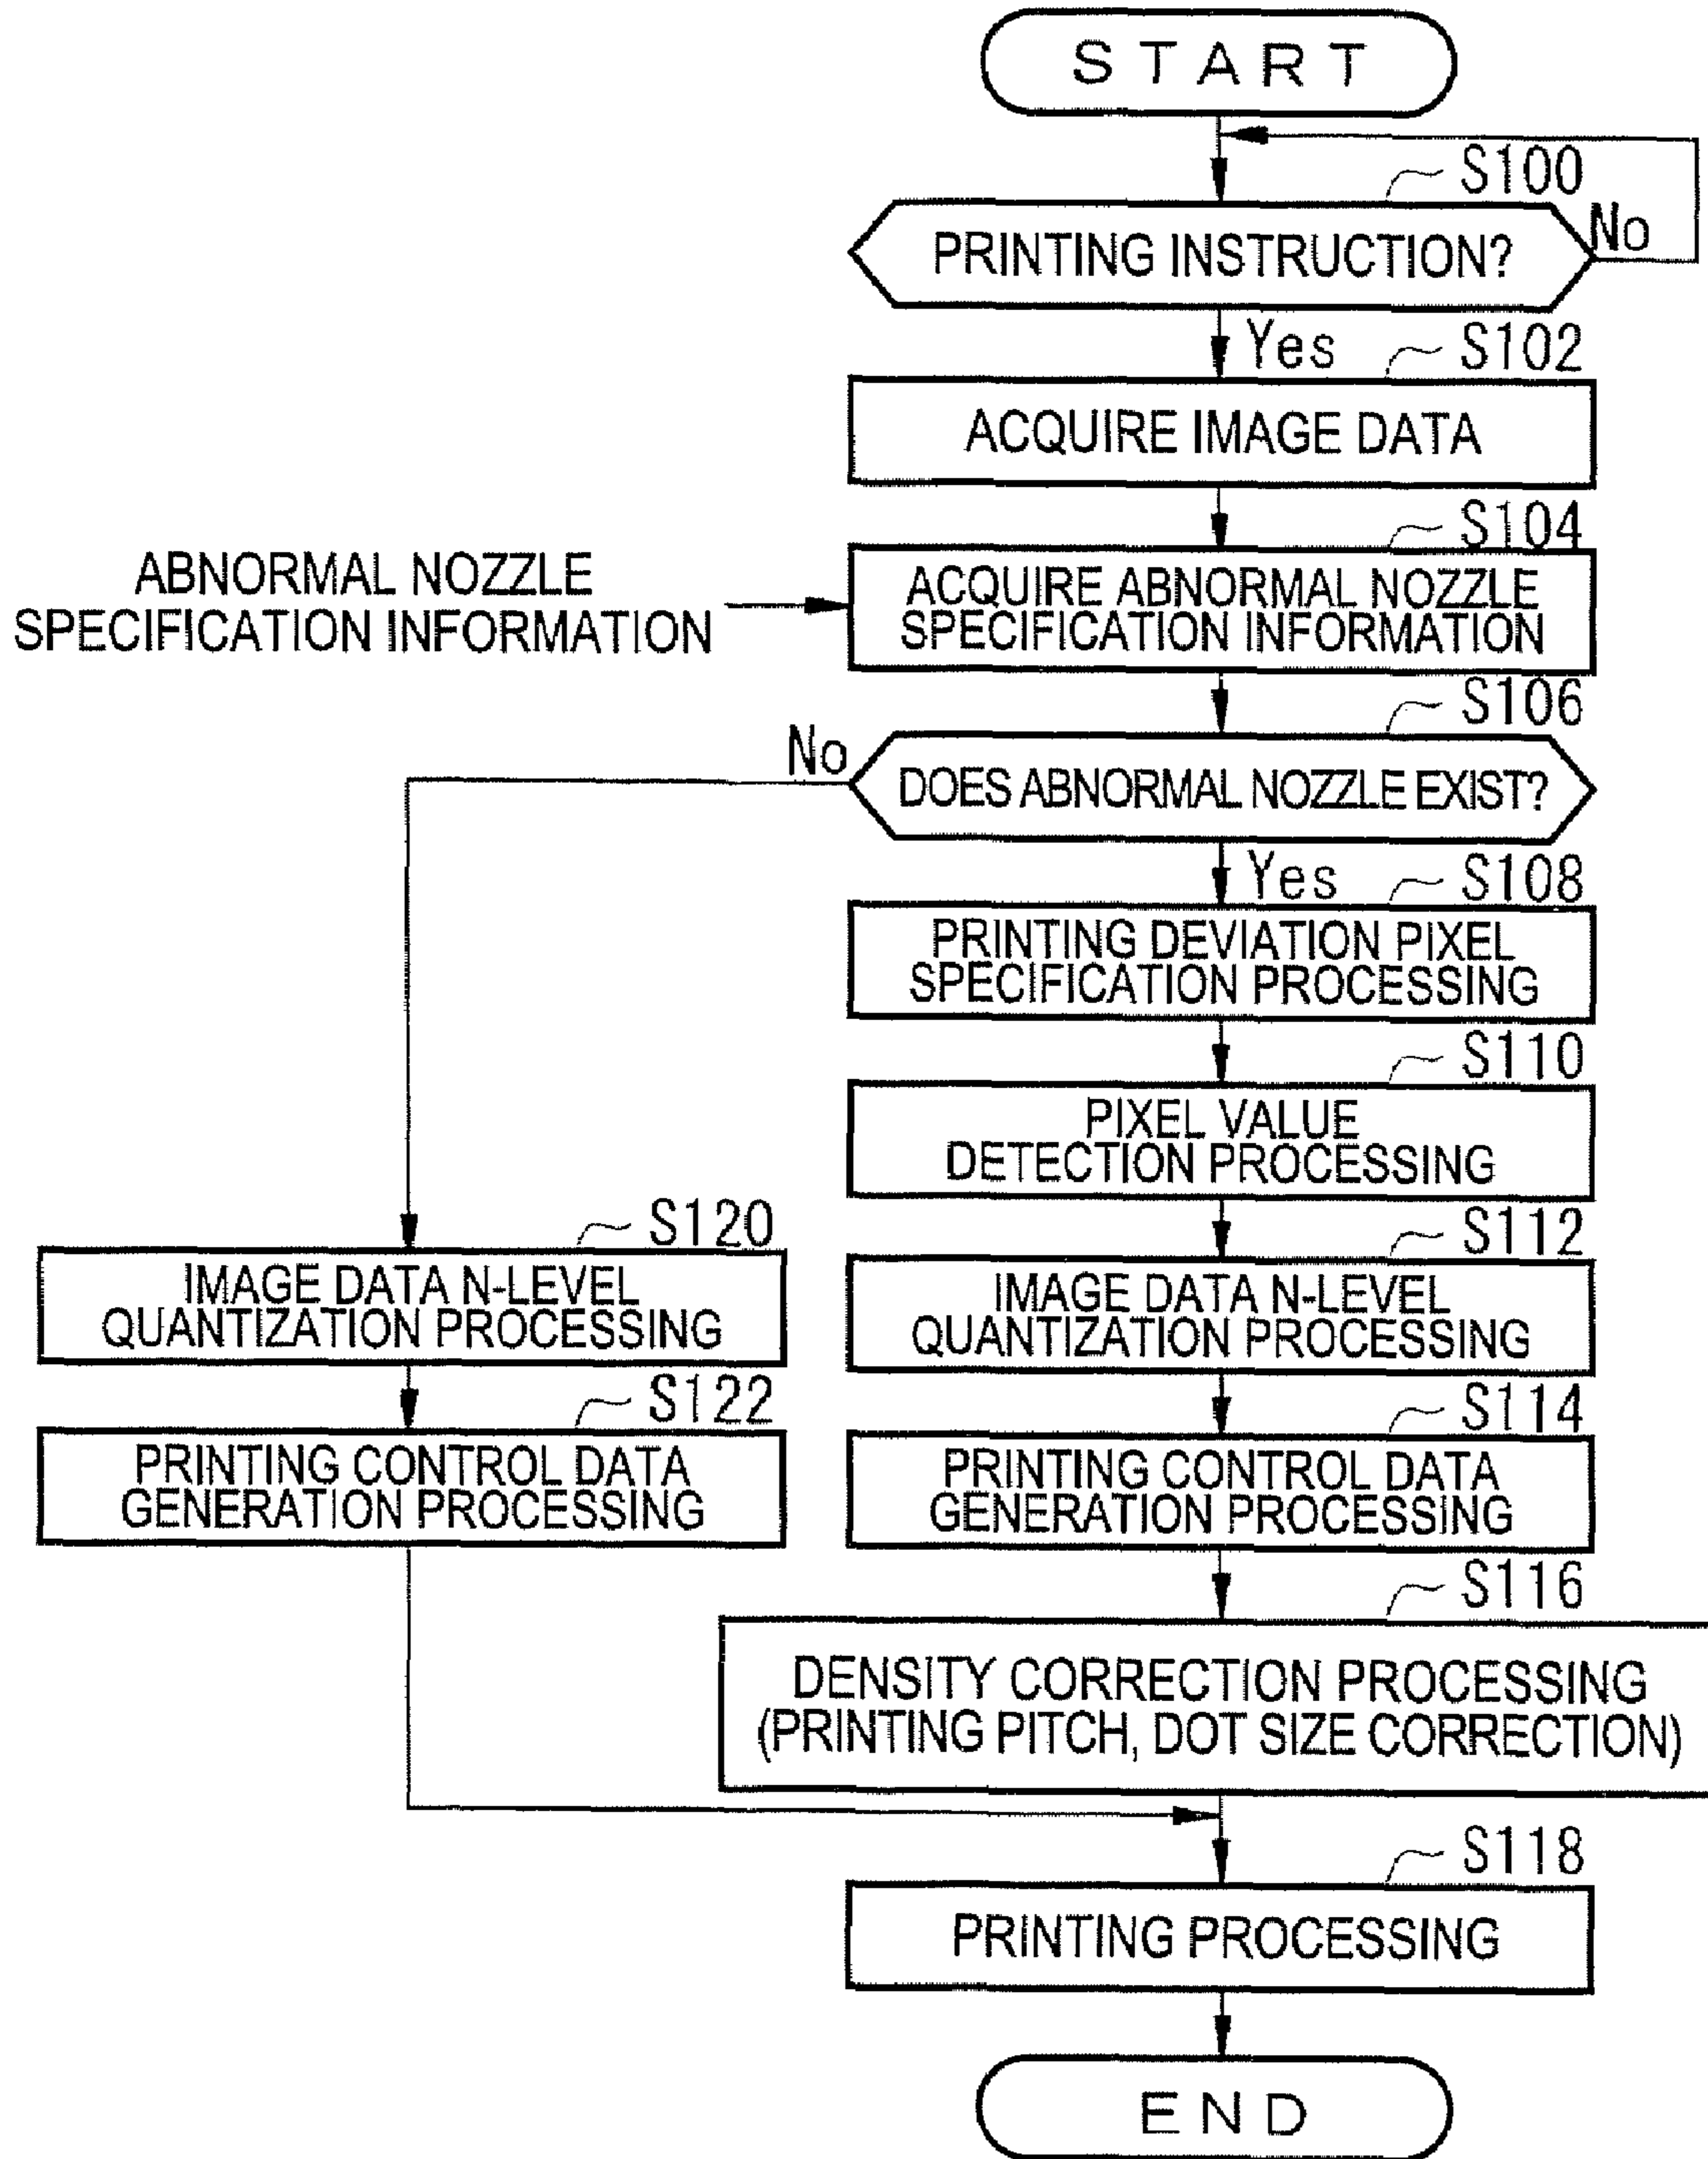 START
S100
PRINTING INSTRUCTION?
No
Yes
S102
ACQUIRE IMAGE DATA
S104
ABNORMAL NOZZLE
SPECIFICATION INFORMATION
ACQUIRE ABNORMAL NOZZLE
SPECIFICATION INFORMATION
S106
No
DOES ABNORMAL NOZZLE EXIST?
Yes
S108
PRINTING DEVIATION PIXEL
SPECIFICATION PROCESSING
S110
PIXEL VALUE
DETECTION PROCESSING
S120
IMAGE DATA N-LEVEL
QUANTIZATION PROCESSING
S112
IMAGE DATA N-LEVEL
QUANTIZATION PROCESSING
S122
PRINTING CONTROL DATA
GENERATION PROCESSING
S114
PRINTING CONTROL DATA
GENERATION PROCESSING
S116
DENSITY CORRECTION PROCESSING
(PRINTING PITCH, DOT SIZE CORRECTION)
S118
PRINTING PROCESSING
END